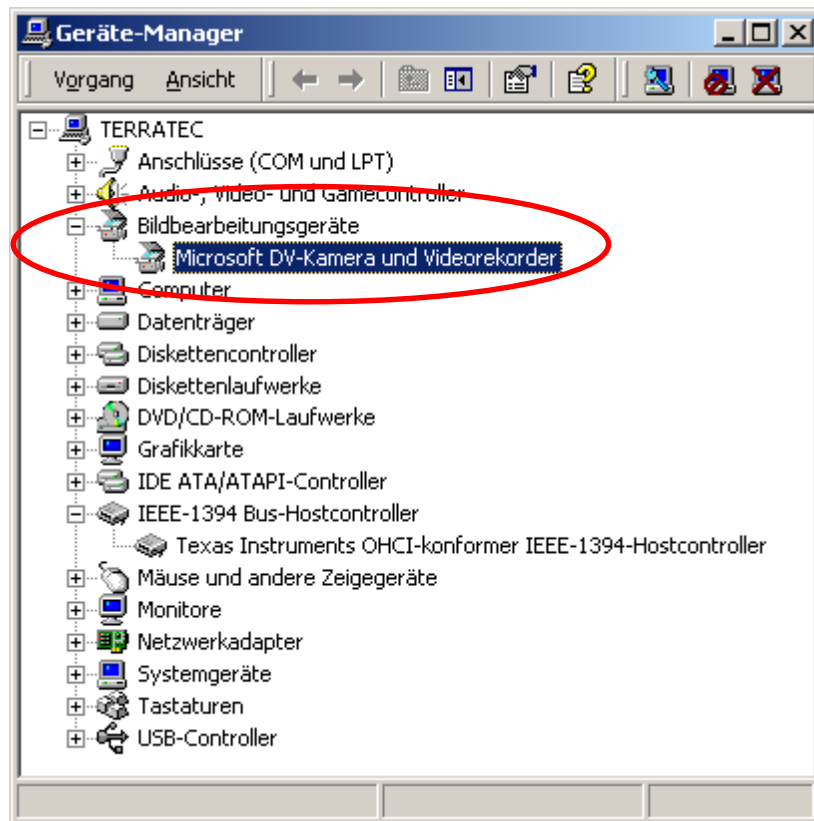 Geräte-Manager
Vorgang Ansicht
TERRATEC
Anschlüsse (COM und LPT)
Audio-, Video- und Gamecontroller
Bildbearbeitungsgeräte
Microsoft DV-Kamera und Videorekorder
Computer
Datenträger
Diskettencontroller
Diskettenlaufwerke
DVD/CD-ROM-Laufwerke
Grafikkarte
IDE ATA/ATAPI-Controller
IEEE-1394 Bus-Hostcontroller
Texas Instruments OHCI-konformer IEEE-1394-Hostcontroller
Mäuse und andere Zeigegeräte
Monitore
Netzwerkadapter
Systemgeräte
Tastaturen
USB-Controller